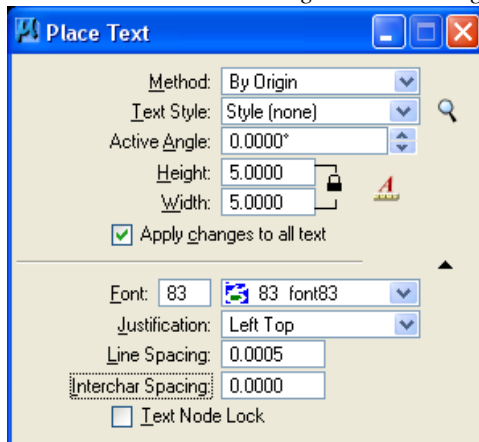 Place Text
Method: By Origin
Text Style: Style (none)
Active Angle: 0.0000°
Height: 5.0000
Width: 5.0000
Apply changes to all text
Font: 83 83 font83
Justification: Left Top
Line Spacing: 0.0005
Interchar Spacing: 0.0000
Text Node Lock